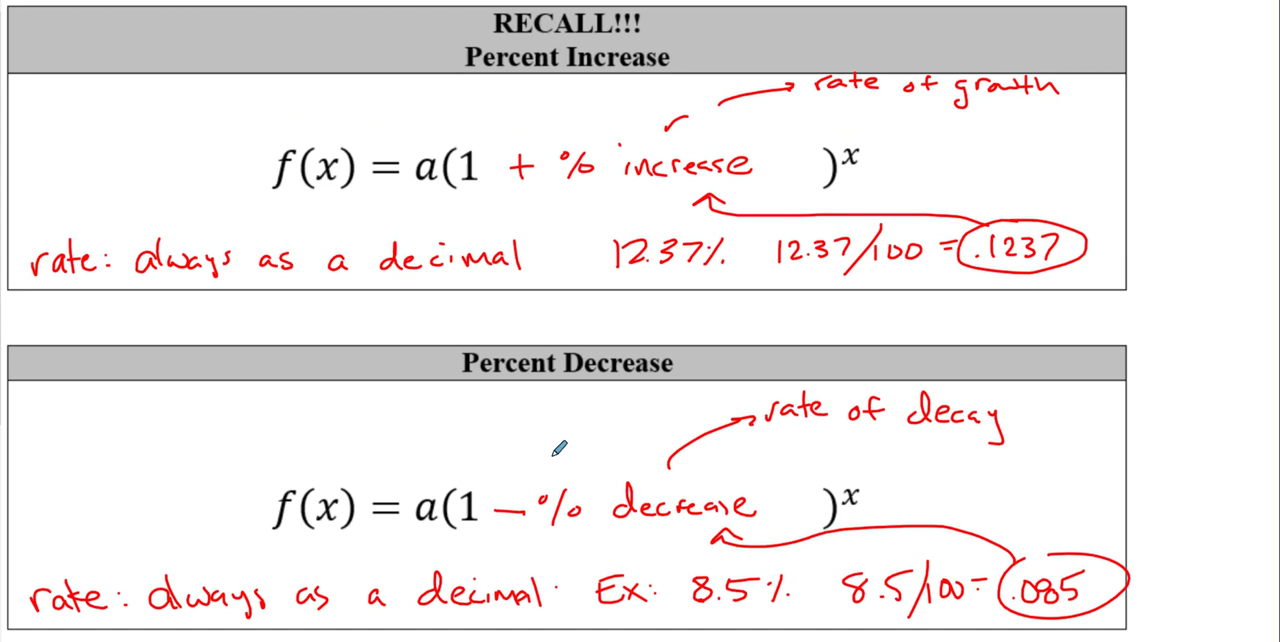 RECALL!!!
Percent Increase
rate of growth
f(x) = a(1 + % increase )^x
rate: always as a decimal 12.37% 12.37/100 = .1237
Percent Decrease
rate of decay
f(x) = a(1 - % decrease )^x
rate: always as a decimal. Ex: 8.5% 8.5/100 = .085